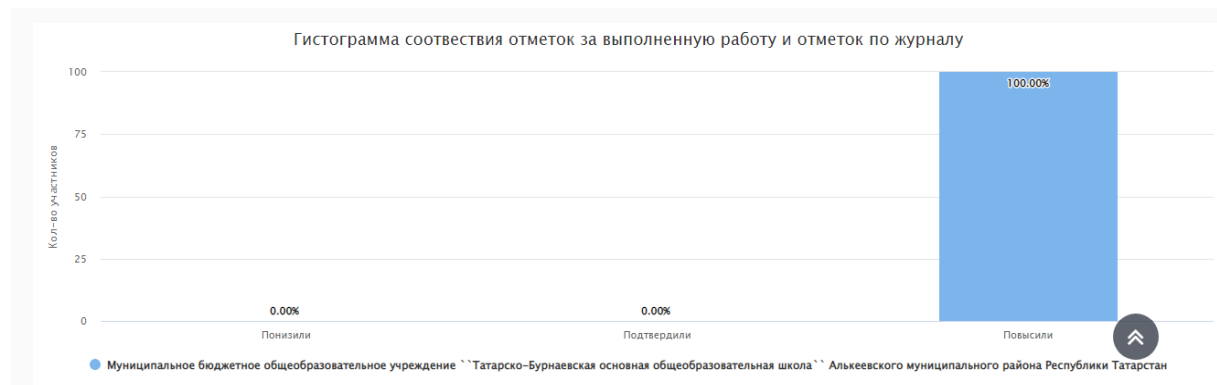 Гистограмма соотвествия отметок за выполненную работу и отметок по журналу
100
75
50
25
0
Кол-во участников
100.00%
0.00%
0.00%
Понизили
Подтвердили
Повысили
Муниципальное бюджетное общеобразовательное учреждение ``Татарско-Бурнаевская основная общеобразовательная школа`` Алькеевского муниципального района Республики Татарстан